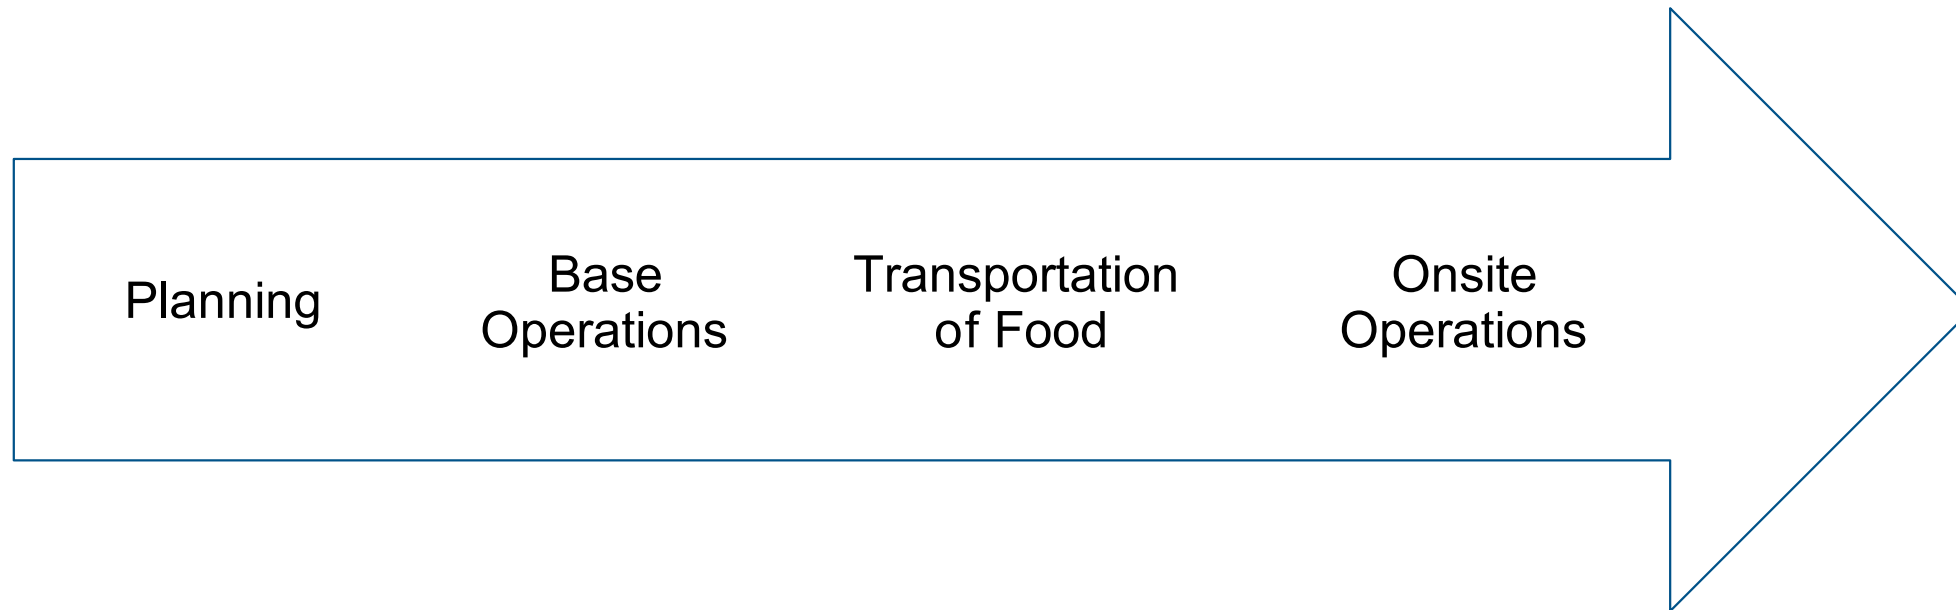 Planning
Base
Operations
Transportation
of Food
Onsite
Operations